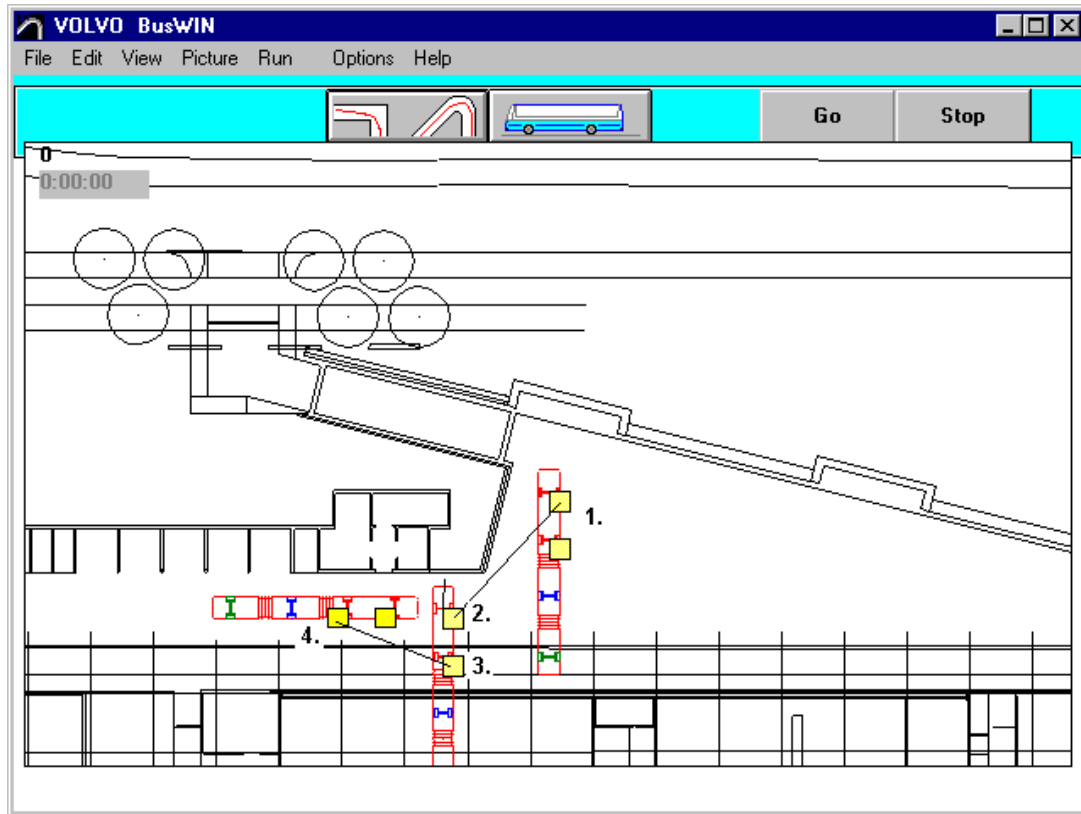 VOLVO BusWIN
File Edit View Picture Run Options Help
Go Stop
0
0:00:00
1.
2.
4.
3.